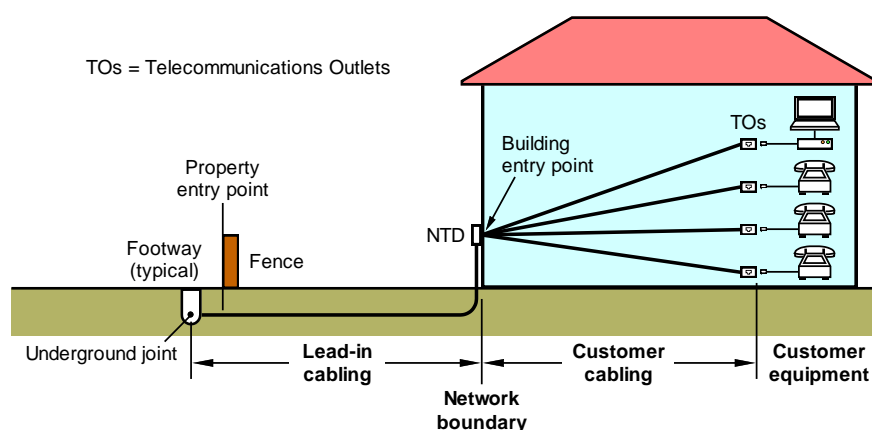 TOs = Telecommunications Outlets
TOs
Building
entry point
Property
entry point
NTD
Footway
(typical)
Fence
Underground joint
Lead-in
cabling
Customer
cabling
Customer
equipment
Network
boundary